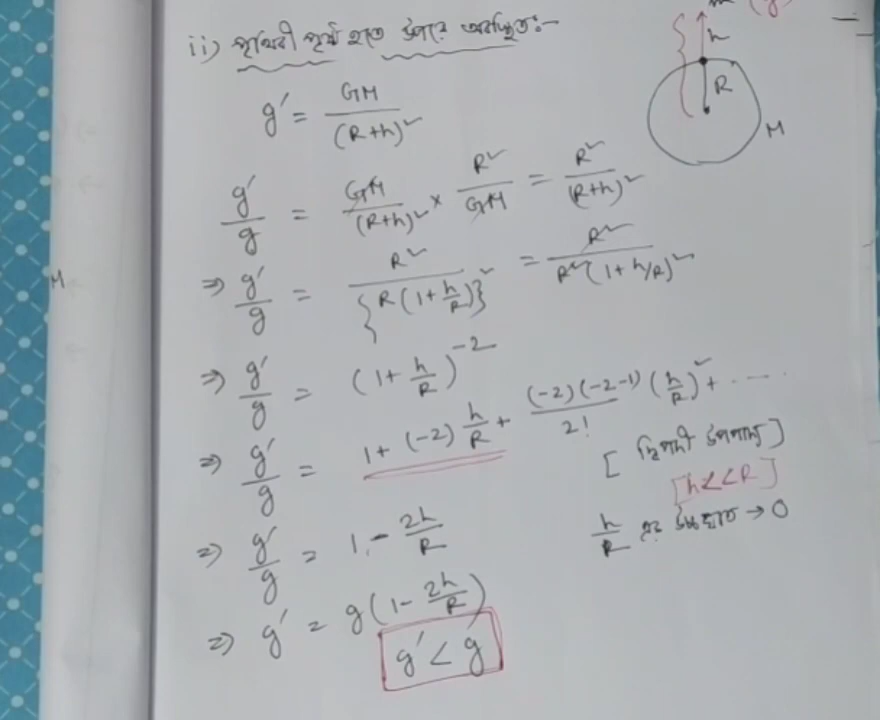 ii) পৃথিবী পৃষ্ঠ হতে উপরে অবস্থিত:-
h
R
M
g' = GM / (R+h)²
g'/g = GM/(R+h)² × R²/GM = R²/(R+h)²
⇒ g'/g = R²/{R(1+h/R)}² = R²/R²(1+h/R)²
⇒ g'/g = (1+h/R)⁻²
⇒ g'/g = 1+(-2)h/R + (-2)(-2-1)/2! (h/R)² + ·····
[দ্বিপদী উপপাদ্য]
[h<<R]
⇒ g'/g = 1 - 2h/R
h/R এর উচ্চঘাত → 0
⇒ g' = g(1 - 2h/R)
g' < g
M